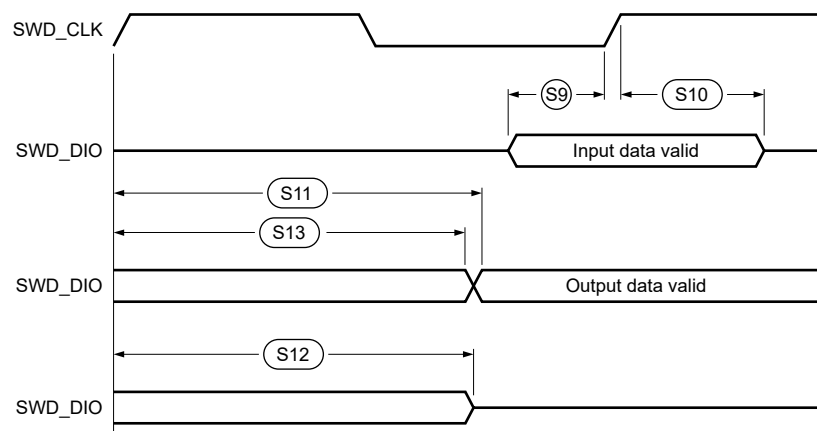 SWD_CLK
S9
S10
SWD_DIO
Input data valid
S11
S13
SWD_DIO
Output data valid
S12
SWD_DIO